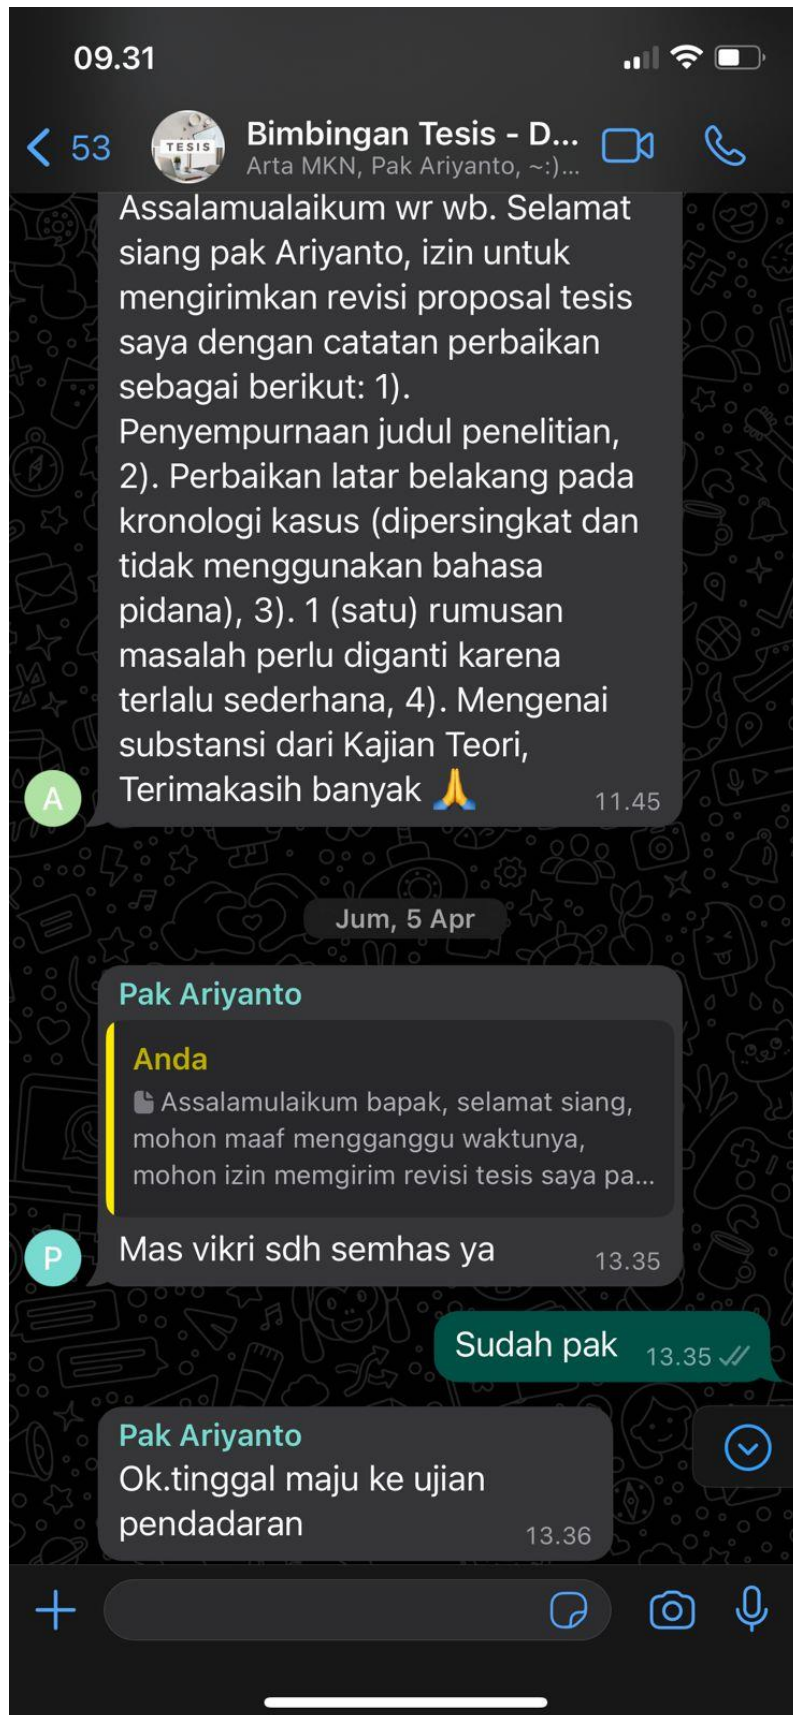 09.31
53
TESIS
Bimbingan Tesis - D...
Arta MKN, Pak Ariyanto, ~:)...
Assalamualaikum wr wb. Selamat
siang pak Ariyanto, izin untuk
mengirimkan revisi proposal tesis
saya dengan catatan perbaikan
sebagai berikut: 1).
Penyempurnaan judul penelitian,
2). Perbaikan latar belakang pada
kronologi kasus (dipersingkat dan
tidak menggunakan bahasa
pidana), 3). 1 (satu) rumusan
masalah perlu diganti karena
terlalu sederhana, 4). Mengenai
substansi dari Kajian Teori,
Terimakasih banyak 🙏
11.45
A
Jum, 5 Apr
Pak Ariyanto
Anda
Assalamulaikum bapak, selamat siang,
mohon maaf mengganggu waktunya,
mohon izin memgirim revisi tesis saya pa...
Mas vikri sdh semhas ya
13.35
P
Sudah pak
13.35
Pak Ariyanto
Ok.tinggal maju ke ujian
pendadaran
13.36